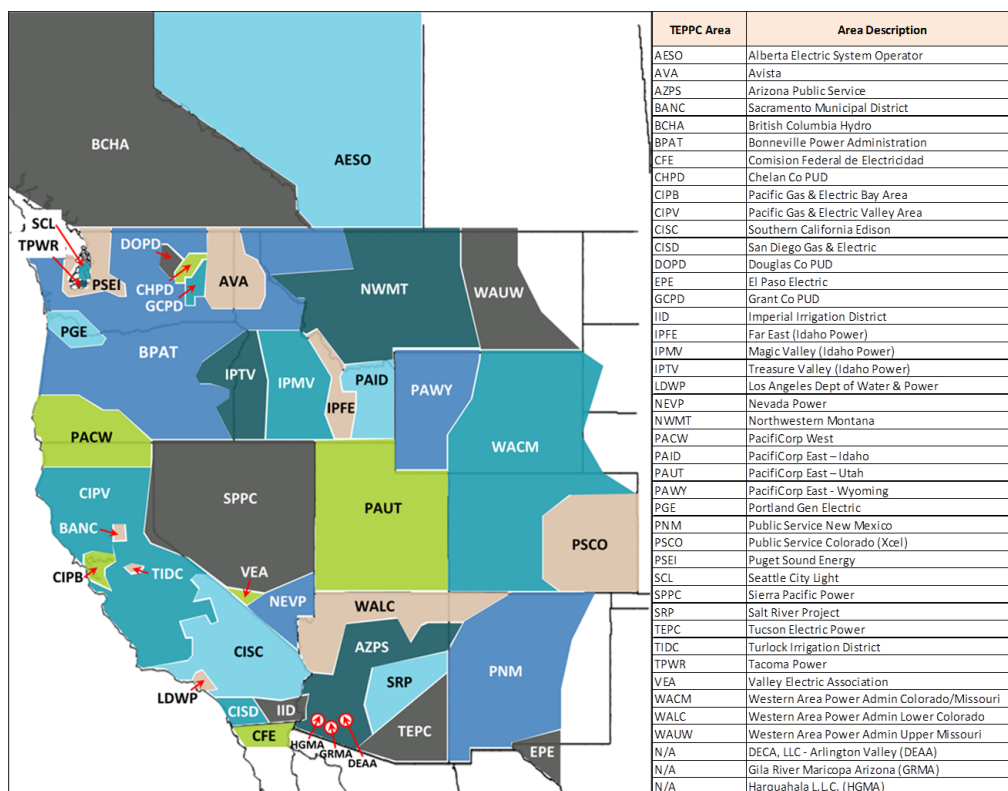 BCHA
AESO
SCL
TPWR
DOPD
PSEI
CHPD
GCPD
AVA
NWMT
WAUW
PGE
BPAT
IPTV
IPMV
IPFE
PAID
PAWY
PACW
WACM
CIPV
SPPC
PAUT
BANC
PSCO
CIPB
TIDC
VEA
NEVP
WALC
CISC
AZPS
SRP
PNM
LDWP
CISD
IID
TEPC
CFE
HGMA
GRMA
DEAA
EPE
TEPPC Area Area Description
AESO Alberta Electric System Operator
AVA Avista
AZPS Arizona Public Service
BANC Sacramento Municipal District
BCHA British Columbia Hydro
BPAT Bonneville Power Administration
CFE Comision Federal de Electricidad
CHPD Chelan Co PUD
CIPB Pacific Gas & Electric Bay Area
CIPV Pacific Gas & Electric Valley Area
CISC Southern California Edison
CISD San Diego Gas & Electric
DOPD Douglas Co PUD
EPE El Paso Electric
GCPD Grant Co PUD
IID Imperial Irrigation District
IPFE Far East (Idaho Power)
IPMV Magic Valley (Idaho Power)
IPTV Treasure Valley (Idaho Power)
LDWP Los Angeles Dept of Water & Power
NEVP Nevada Power
NWMT Northwestern Montana
PACW PacifiCorp West
PAID PacifiCorp East – Idaho
PAUT PacifiCorp East – Utah
PAWY PacifiCorp East - Wyoming
PGE Portland Gen Electric
PNM Public Service New Mexico
PSCO Public Service Colorado (Xcel)
PSEI Puget Sound Energy
SCL Seattle City Light
SPPC Sierra Pacific Power
SRP Salt River Project
TEPC Tucson Electric Power
TIDC Turlock Irrigation District
TPWR Tacoma Power
VEA Valley Electric Association
WACM Western Area Power Admin Colorado/Missouri
WALC Western Area Power Admin Lower Colorado
WAUW Western Area Power Admin Upper Missouri
N/A DECA, LLC - Arlington Valley (DEAA)
N/A Gila River Maricopa Arizona (GRMA)
N/A Harquahala L.L.C. (HGMA)